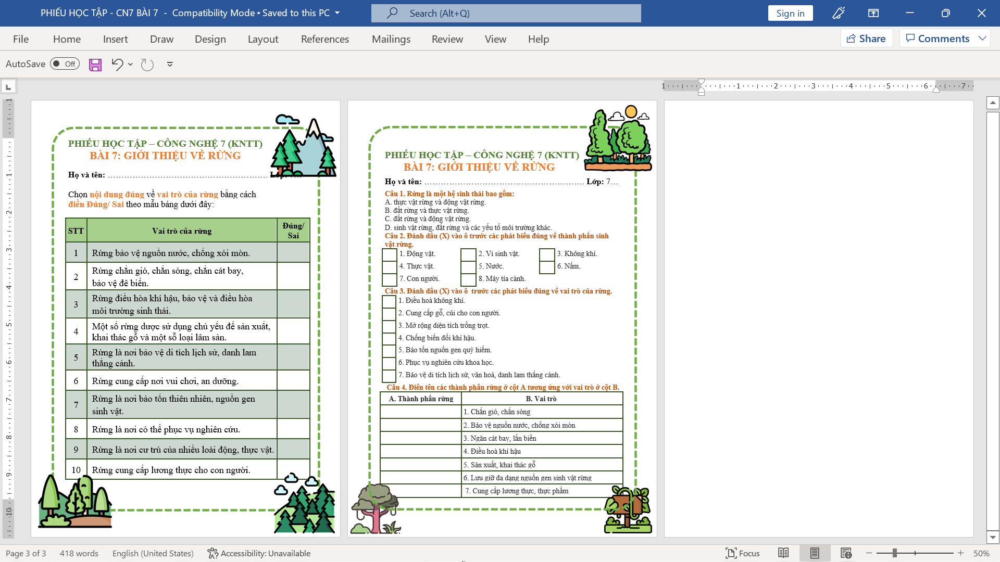 PHIẾU HỌC TẬP - CN7 BÀI 7 - Compatibility Mode • Saved to this PC
Search (Alt+Q)
Sign in
File Home Insert Draw Design Layout References Mailings Review View Help
Share Comments
AutoSave Off
1 1 2 3 4 5 6 7
PHIẾU HỌC TẬP – CÔNG NGHỆ 7 (KNTT)
BÀI 7: GIỚI THIỆU VỀ RỪNG
Họ và tên: …………………………………………………. Lớp: 7…
Chọn nội dung đúng về vai trò của rừng bằng cách
điền Đúng/ Sai theo mẫu bảng dưới đây:
STT Vai trò của rừng Đúng/ Sai
1 Rừng bảo vệ nguồn nước, chống xói mòn.
2 Rừng chắn gió, chắn sóng, chắn cát bay,
bảo vệ đê biển.
3 Rừng điều hòa khí hậu, bảo vệ và điều hòa
môi trường sinh thái.
4 Một số rừng dược sử dụng chủ yếu để sản xuất,
khai thác gỗ và một số loại lâm sản.
5 Rừng là nơi bảo vệ di tích lịch sử, danh lam
thắng cảnh.
6 Rừng cung cấp nơi vui chơi, an dưỡng.
7 Rừng là nơi bảo tồn thiên nhiên, nguồn gen
sinh vật.
8 Rừng là nơi có thể phục vụ nghiên cứu.
9 Rừng là nơi cư trú của nhiều loài động, thực vật.
10 Rừng cung cấp lương thực cho con người.
PHIẾU HỌC TẬP – CÔNG NGHỆ 7 (KNTT)
BÀI 7: GIỚI THIỆU VỀ RỪNG
Họ và tên: …………………………………………………. Lớp: 7…
Câu 1. Rừng là một hệ sinh thái bao gồm:
A. thực vật rừng và động vật rừng.
B. đất rừng và thực vật rừng.
C. đất rừng và động vật rừng.
D. sinh vật rừng, đất rừng và các yếu tố môi trường khác.
Câu 2. Đánh dấu (X) vào ô trước các phát biểu đúng về thành phần sinh
vật rừng.
1. Động vật. 2. Vi sinh vật. 3. Không khí.
4. Thực vật. 5. Nước. 6. Nấm.
7. Con người. 8. Máy tỉa cành.
Câu 3. Đánh dấu (X) vào ô trước các phát biểu đúng về vai trò của rừng.
1. Điều hoà không khí.
2. Cung cấp gỗ, củi cho con người.
3. Mở rộng diện tích trồng trọt.
4. Chống biến đổi khí hậu.
5. Bảo tồn nguồn gen quý hiếm.
6. Phục vụ nghiên cứu khoa học.
7. Bảo vệ di tích lịch sử, văn hoá, danh lam thắng cảnh.
Câu 4. Điền tên các thành phần rừng ở cột A tương ứng với vai trò ở cột B.
A. Thành phần rừng B. Vai trò
1. Chắn gió, chắn sóng
2. Bảo vệ nguồn nước, chống xói mòn
3. Ngăn cát bay, lấn biển
4. Điều hoà khí hậu
5. Sản xuất, khai thác gỗ
6. Lưu giữ đa dạng nguồn gen sinh vật rừng
7. Cung cấp lương thực, thực phẩm
1 1 2 3 4 5 6 7 8 9 10
Page 3 of 3 418 words English (United States) Accessibility: Unavailable Focus 50%